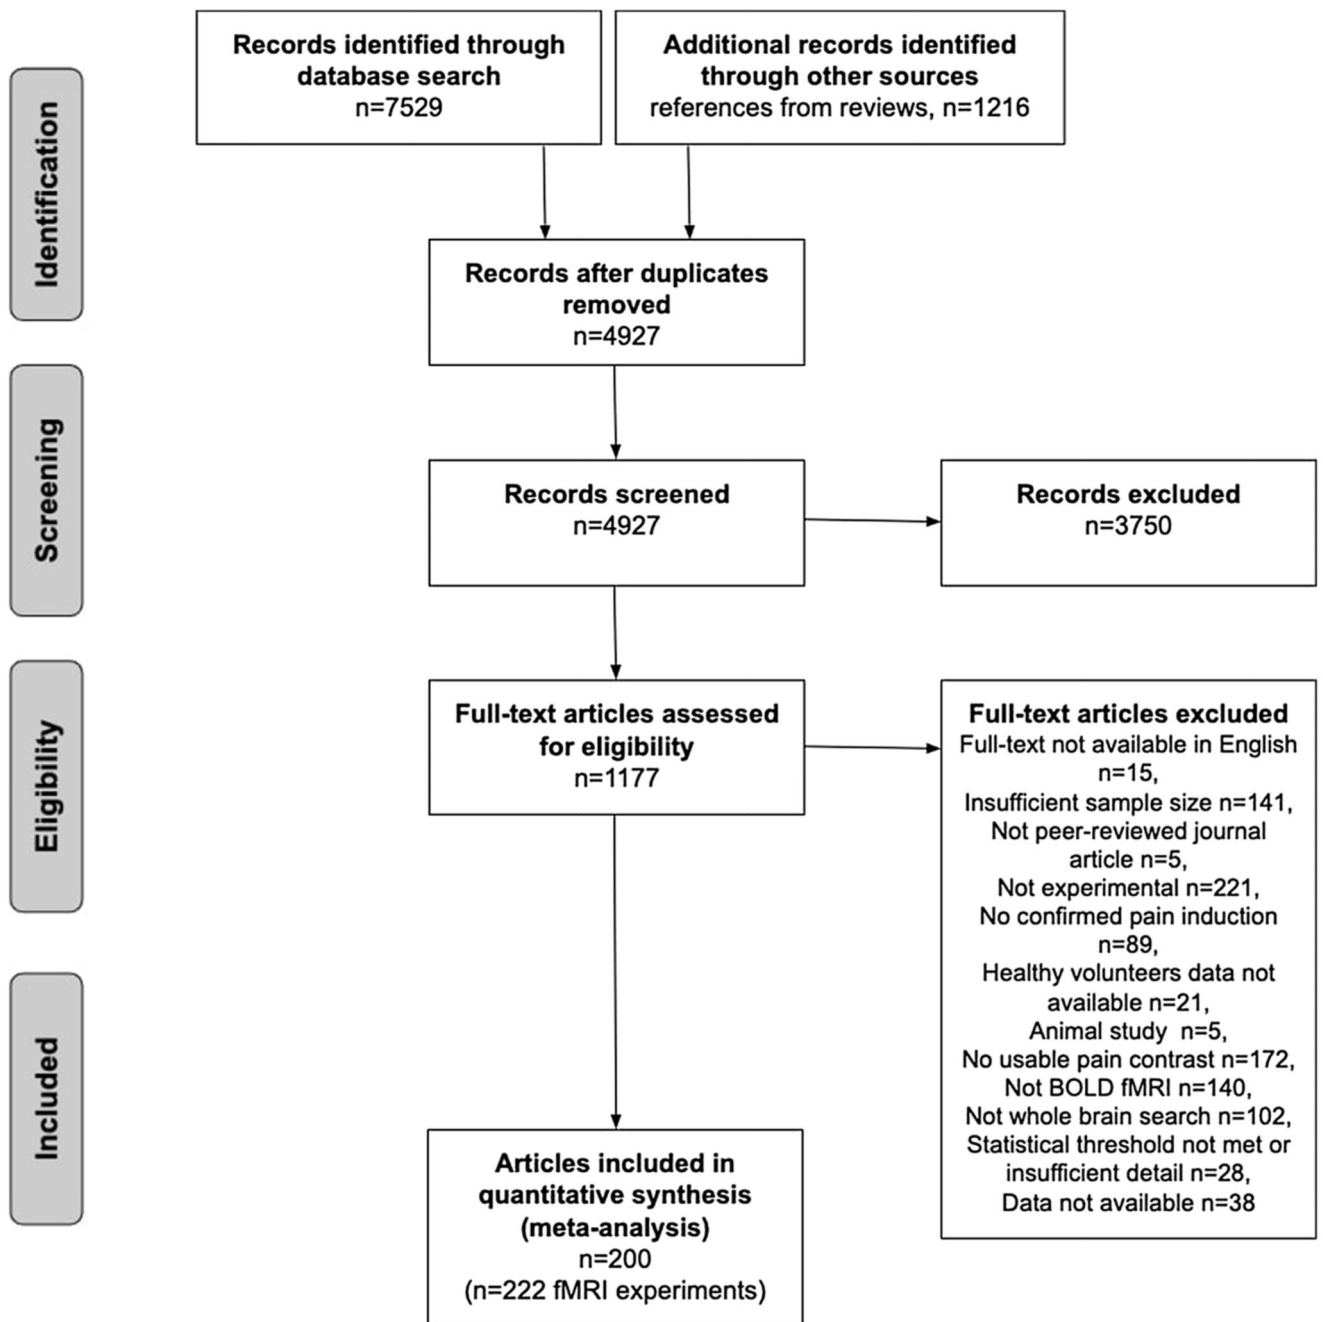 Identification
Records identified through
database search
n=7529
Additional records identified
through other sources
references from reviews, n=1216
Records after duplicates
removed
n=4927
Screening
Records screened
n=4927
Records excluded
n=3750
Eligibility
Full-text articles assessed
for eligibility
n=1177
Full-text articles excluded
Full-text not available in English
n=15,
Insufficient sample size n=141,
Not peer-reviewed journal
article n=5,
Not experimental n=221,
No confirmed pain induction
n=89,
Healthy volunteers data not
available n=21,
Animal study n=5,
No usable pain contrast n=172,
Not BOLD fMRI n=140,
Not whole brain search n=102,
Statistical threshold not met or
insufficient detail n=28,
Data not available n=38
Included
Articles included in
quantitative synthesis
(meta-analysis)
n=200
(n=222 fMRI experiments)